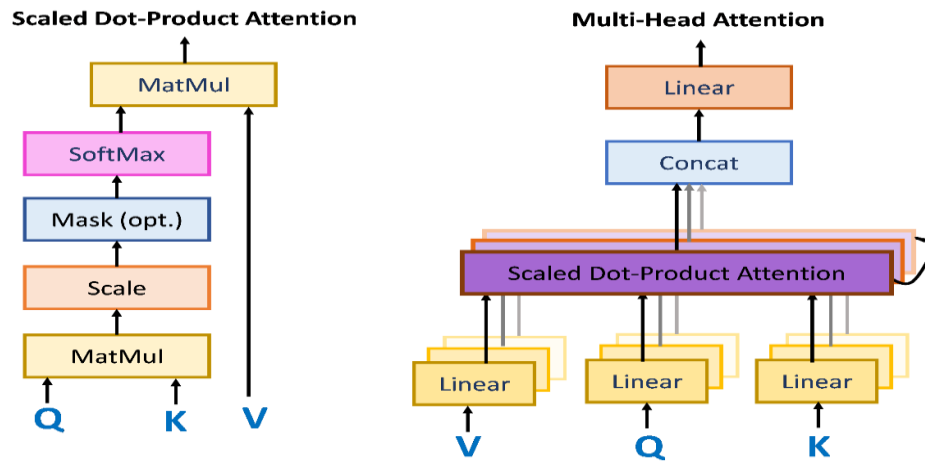 Scaled Dot-Product Attention
MatMul
SoftMax
Mask (opt.)
Scale
MatMul
Q K V
Multi-Head Attention
Linear
Concat
Scaled Dot-Product Attention
Linear Linear Linear
V Q K